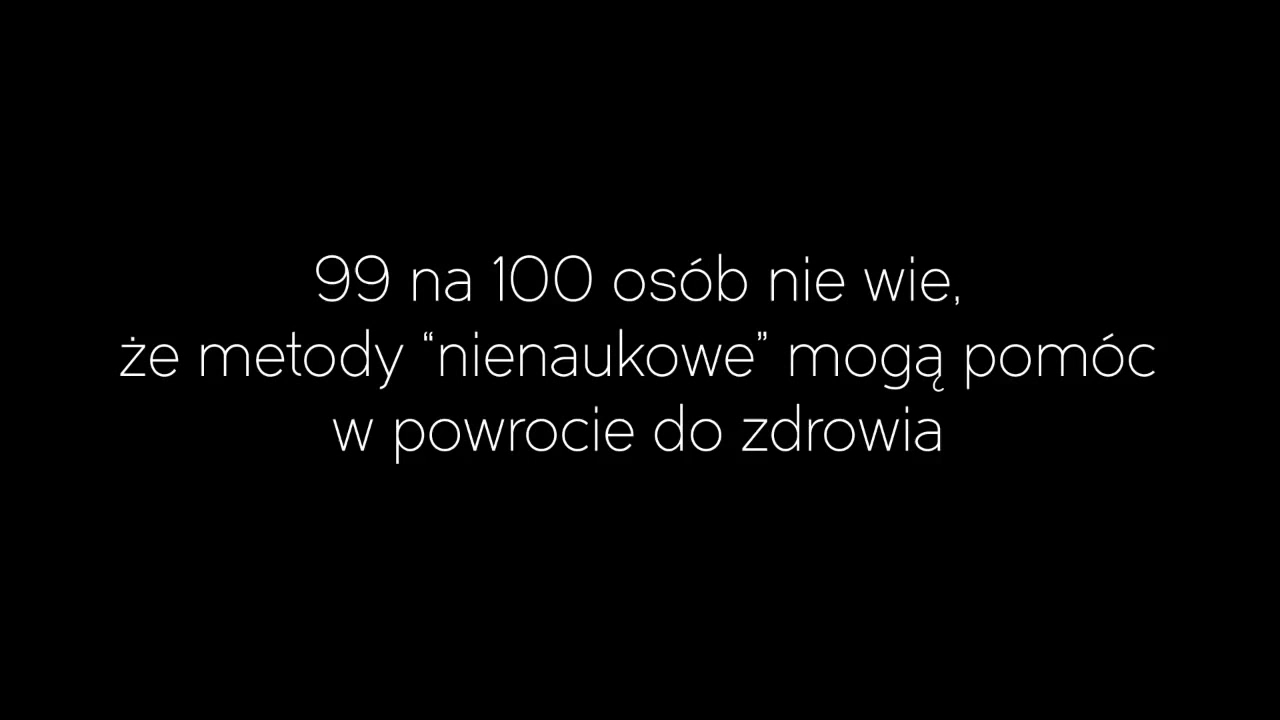 99 na 100 osób nie wie,
że metody “nienaukowe” mogą pomóc
w powrocie do zdrowia